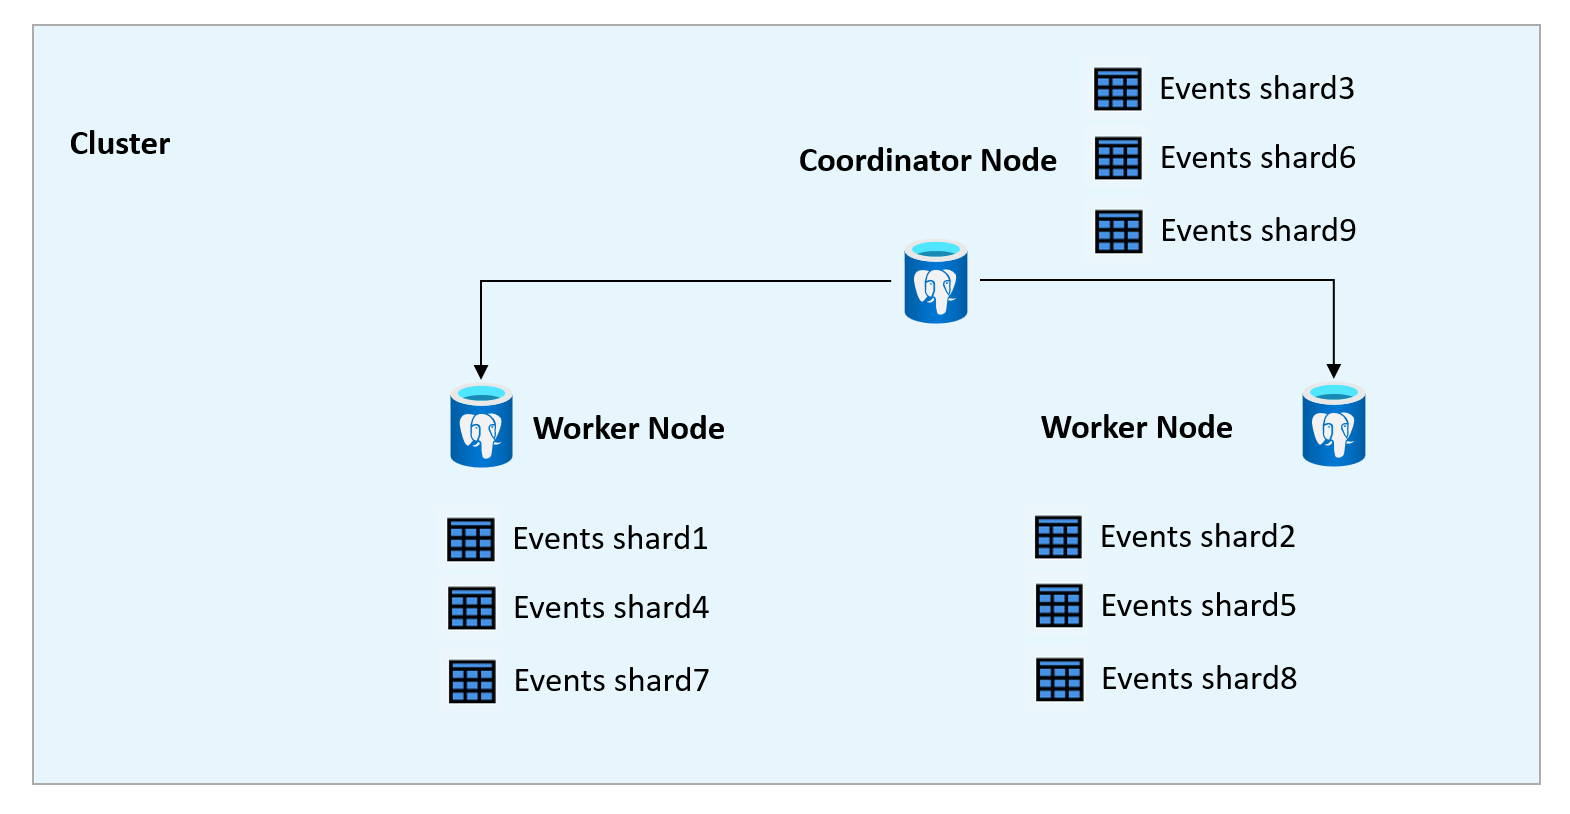 Cluster
Coordinator Node
Events shard3
Events shard6
Events shard9
Worker Node
Events shard1
Events shard4
Events shard7
Worker Node
Events shard2
Events shard5
Events shard8